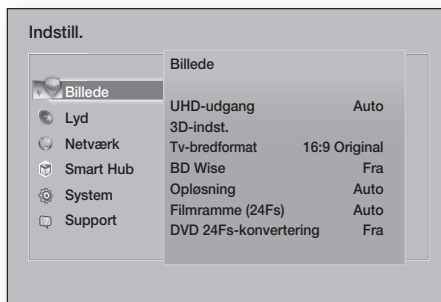 Indstill.
Billede
Lyd
Netværk
Smart Hub
System
Support
Billede
UHD-udgang Auto
3D-indst.
Tv-bredformat 16:9 Original
BD Wise Fra
Opløsning Auto
Filmramme (24Fs) Auto
DVD 24Fs-konvertering Fra